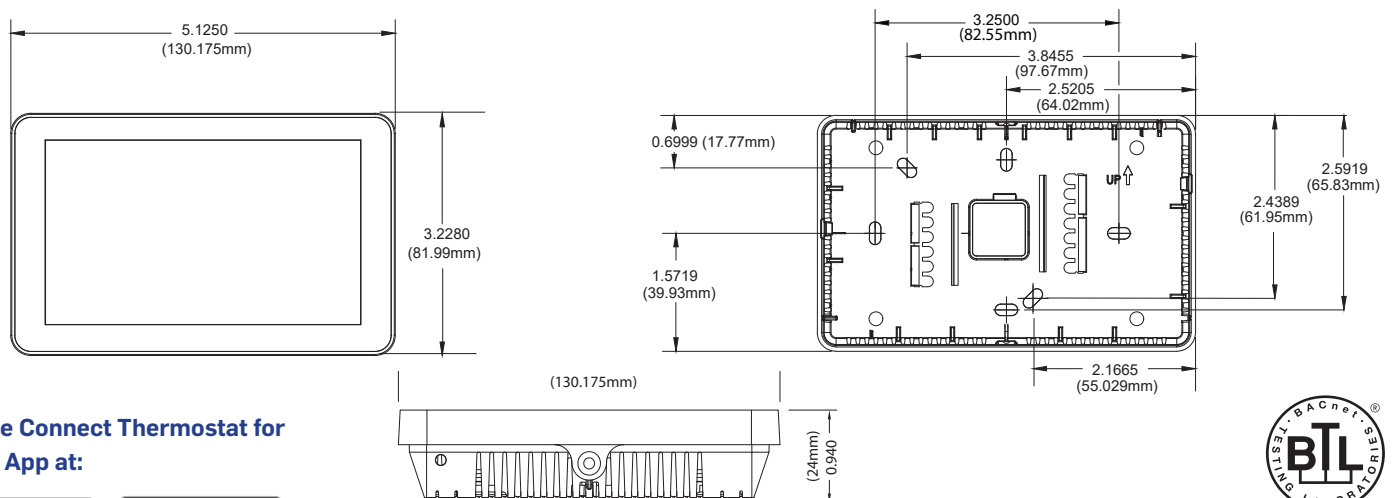 5.1250
(130.175mm)
3.2280
(81.99mm)
3.2500
(82.55mm)
3.8455
(97.67mm)
2.5205
(64.02mm)
0.6999 (17.77mm)
UP
2.5919
(65.83mm)
2.4389
(61.95mm)
1.5719
(39.93mm)
2.1665
(55.029mm)
(130.175mm)
(24mm)
0.940
e Connect Thermostat for
App at:
BACnet
TESTING
BTL
®